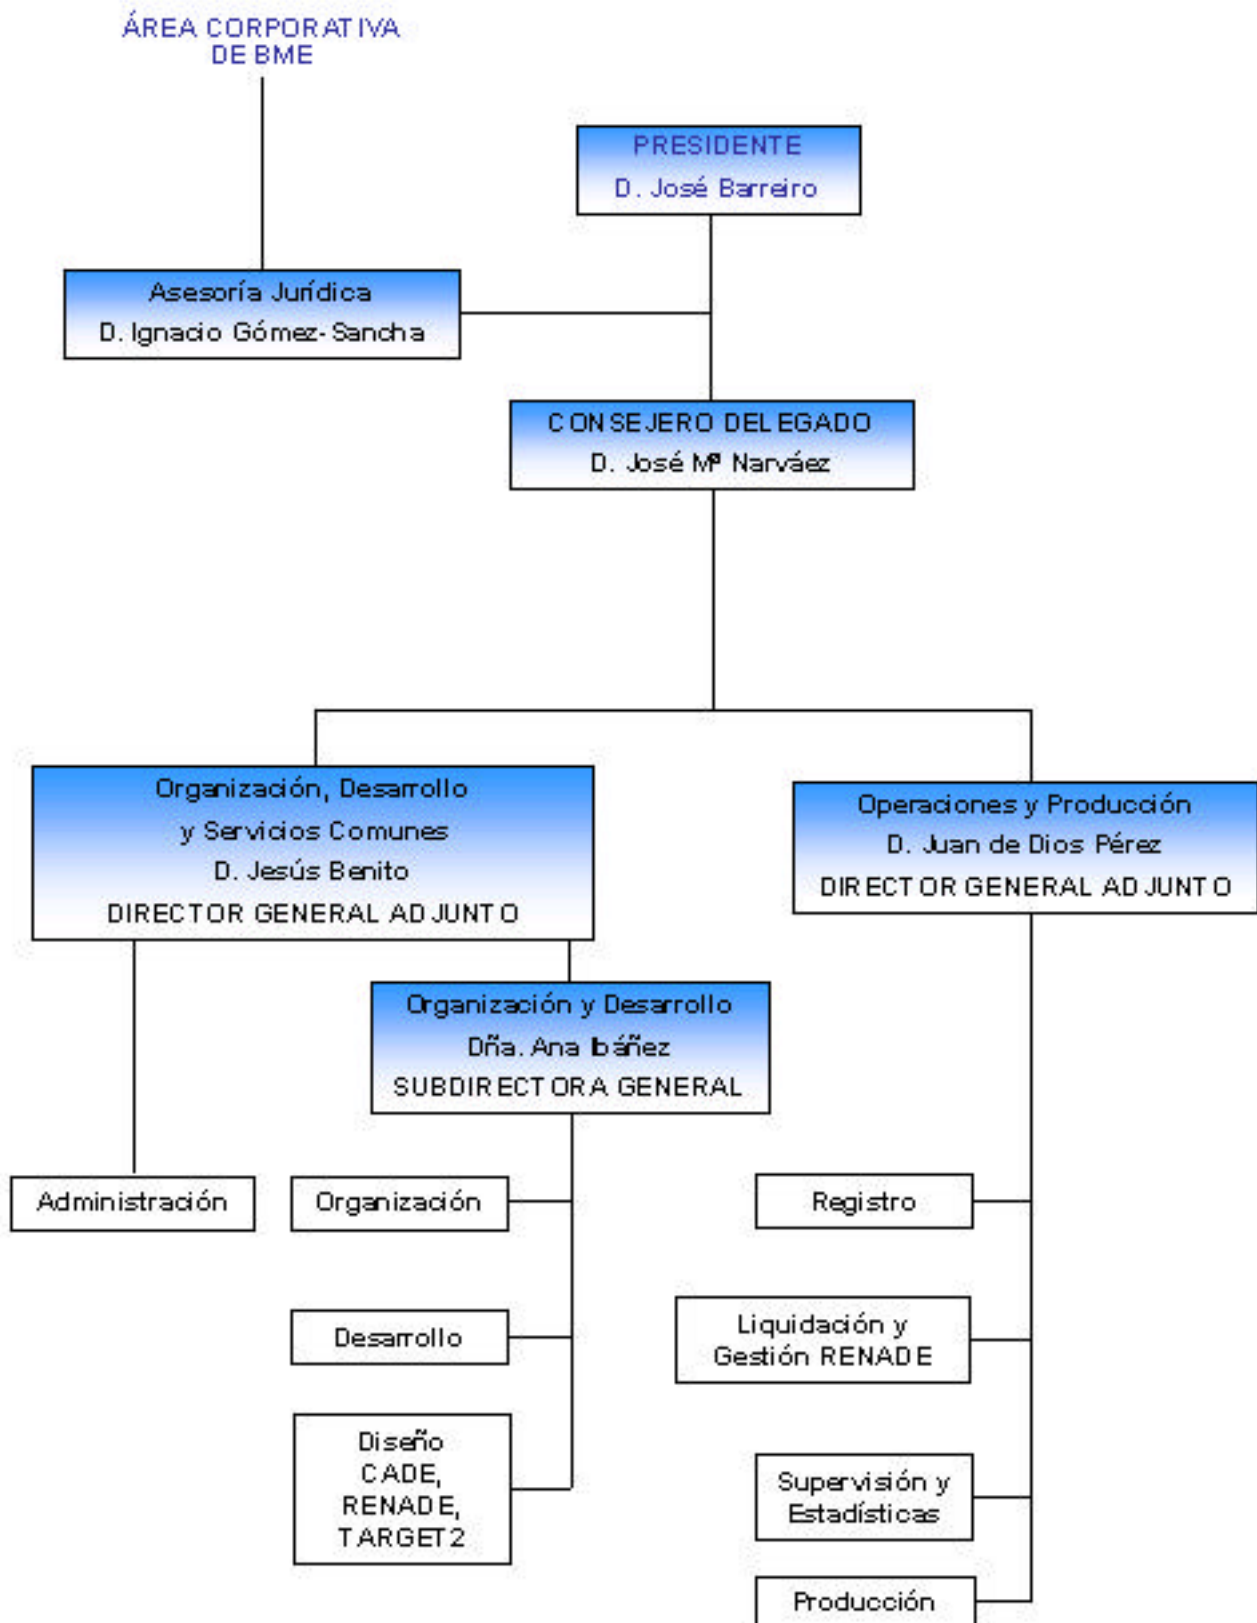 ÁREA CORPORATIVA
DE BME
PRESIDENTE
D. José Barreiro
Asesoría Jurídica
D. Ignacio Gómez-Sancha
CONSEJERO DELEGADO
D. José Mª Narváez
Organización, Desarrollo
y Servicios Comunes
D. Jesús Benito
DIRECTOR GENERAL ADJUNTO
Operaciones y Producción
D. Juan de Dios Pérez
DIRECTOR GENERAL ADJUNTO
Organización y Desarrollo
Dña. Ana Ibáñez
SUBDIRECTORA GENERAL
Administración
Organización
Registro
Desarrollo
Liquidación y
Gestión RENADE
Diseño
CADE,
RENADE,
TARGET2
Supervisión y
Estadísticas
Producción